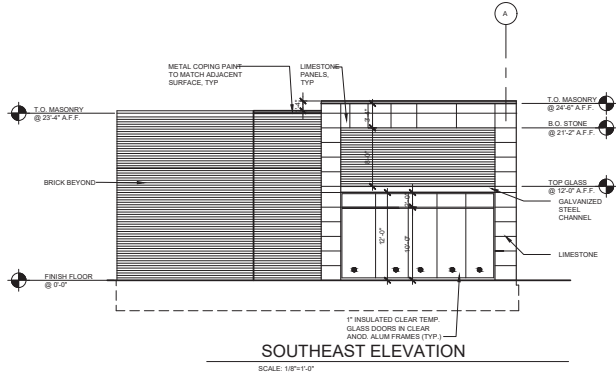 A
METAL COPING PAINT
TO MATCH ADJACENT
SURFACE, TYP
LIMESTONE
PANELS,
TYP
T.O. MASONRY
@ 23'-4" A.F.F.
T.O. MASONRY
@ 24'-6" A.F.F.
B.O. STONE
@ 21'-2" A.F.F.
BRICK BEYOND
TOP GLASS
@ 12'-0" A.F.F.
GALVANIZED
STEEL
CHANNEL
12'-0"
10'-0"
LIMESTONE
FINISH FLOOR
@ 0'-0"
1" INSULATED CLEAR TEMP.
GLASS DOORS IN CLEAR
ANOD. ALUM FRAMES (TYP.)
SOUTHEAST ELEVATION
SCALE: 1/8"=1'-0"